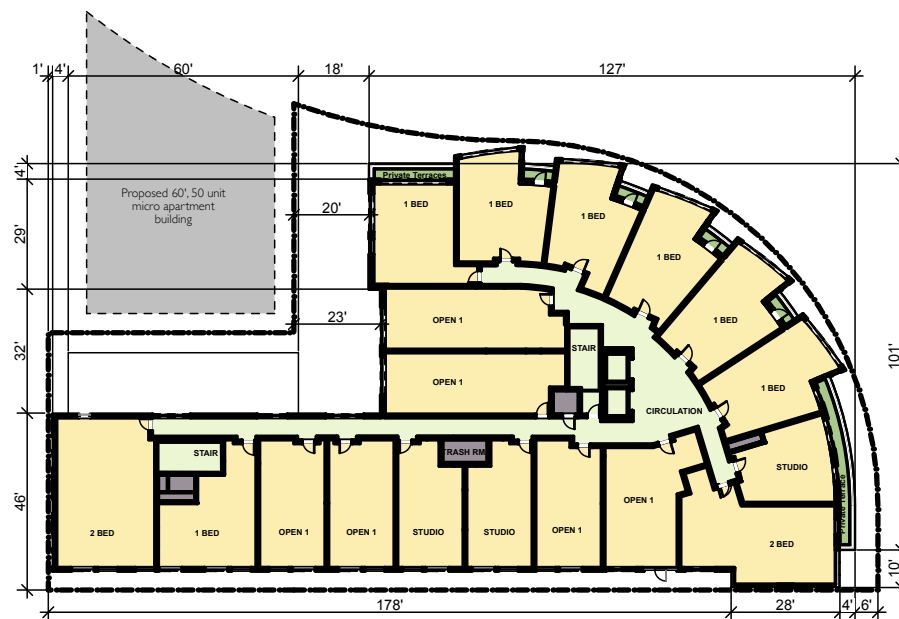 1'
4'
60'
18'
127'
4'
Private Terraces
Proposed 60', 50 unit
micro apartment
building
20'
1 BED
1 BED
1 BED
1 BED
29'
23'
OPEN 1
1 BED
STAIR
101'
32'
OPEN 1
1 BED
CIRCULATION
STAIR
TRASH RM
STUDIO
OPEN 1
46'
Private Terrace
2 BED
1 BED
OPEN 1
OPEN 1
STUDIO
STUDIO
OPEN 1
2 BED
10'
178'
28'
4'
6'